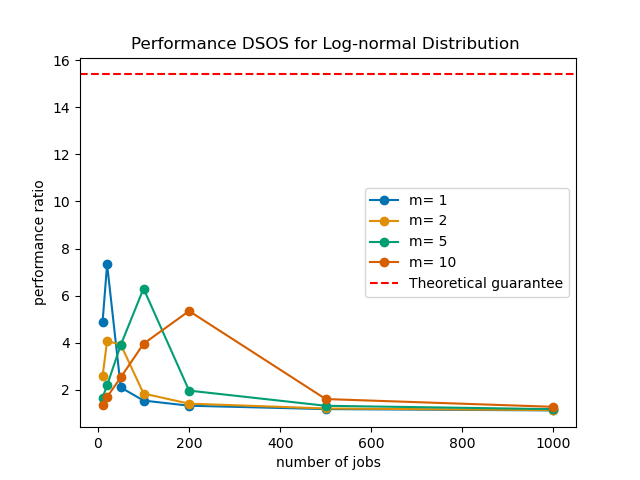 Performance DSOS for Log-normal Distribution
performance ratio
16
14
12
10
8
6
4
2
m= 1
m= 2
m= 5
m= 10
Theoretical guarantee
0
200
400
600
800
1000
number of jobs